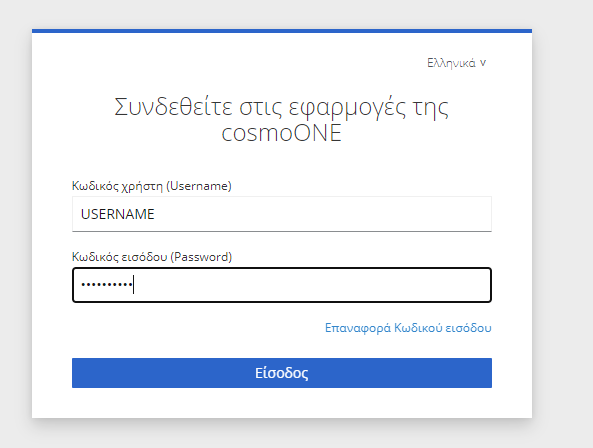 Ελληνικά v
Συνδεθείτε στις εφαρμογές της
cosmoONE
Κωδικός χρήστη (Username)
USERNAME
Κωδικός εισόδου (Password)
••••••••••
Επαναφορά Κωδικού εισόδου
Είσοδος